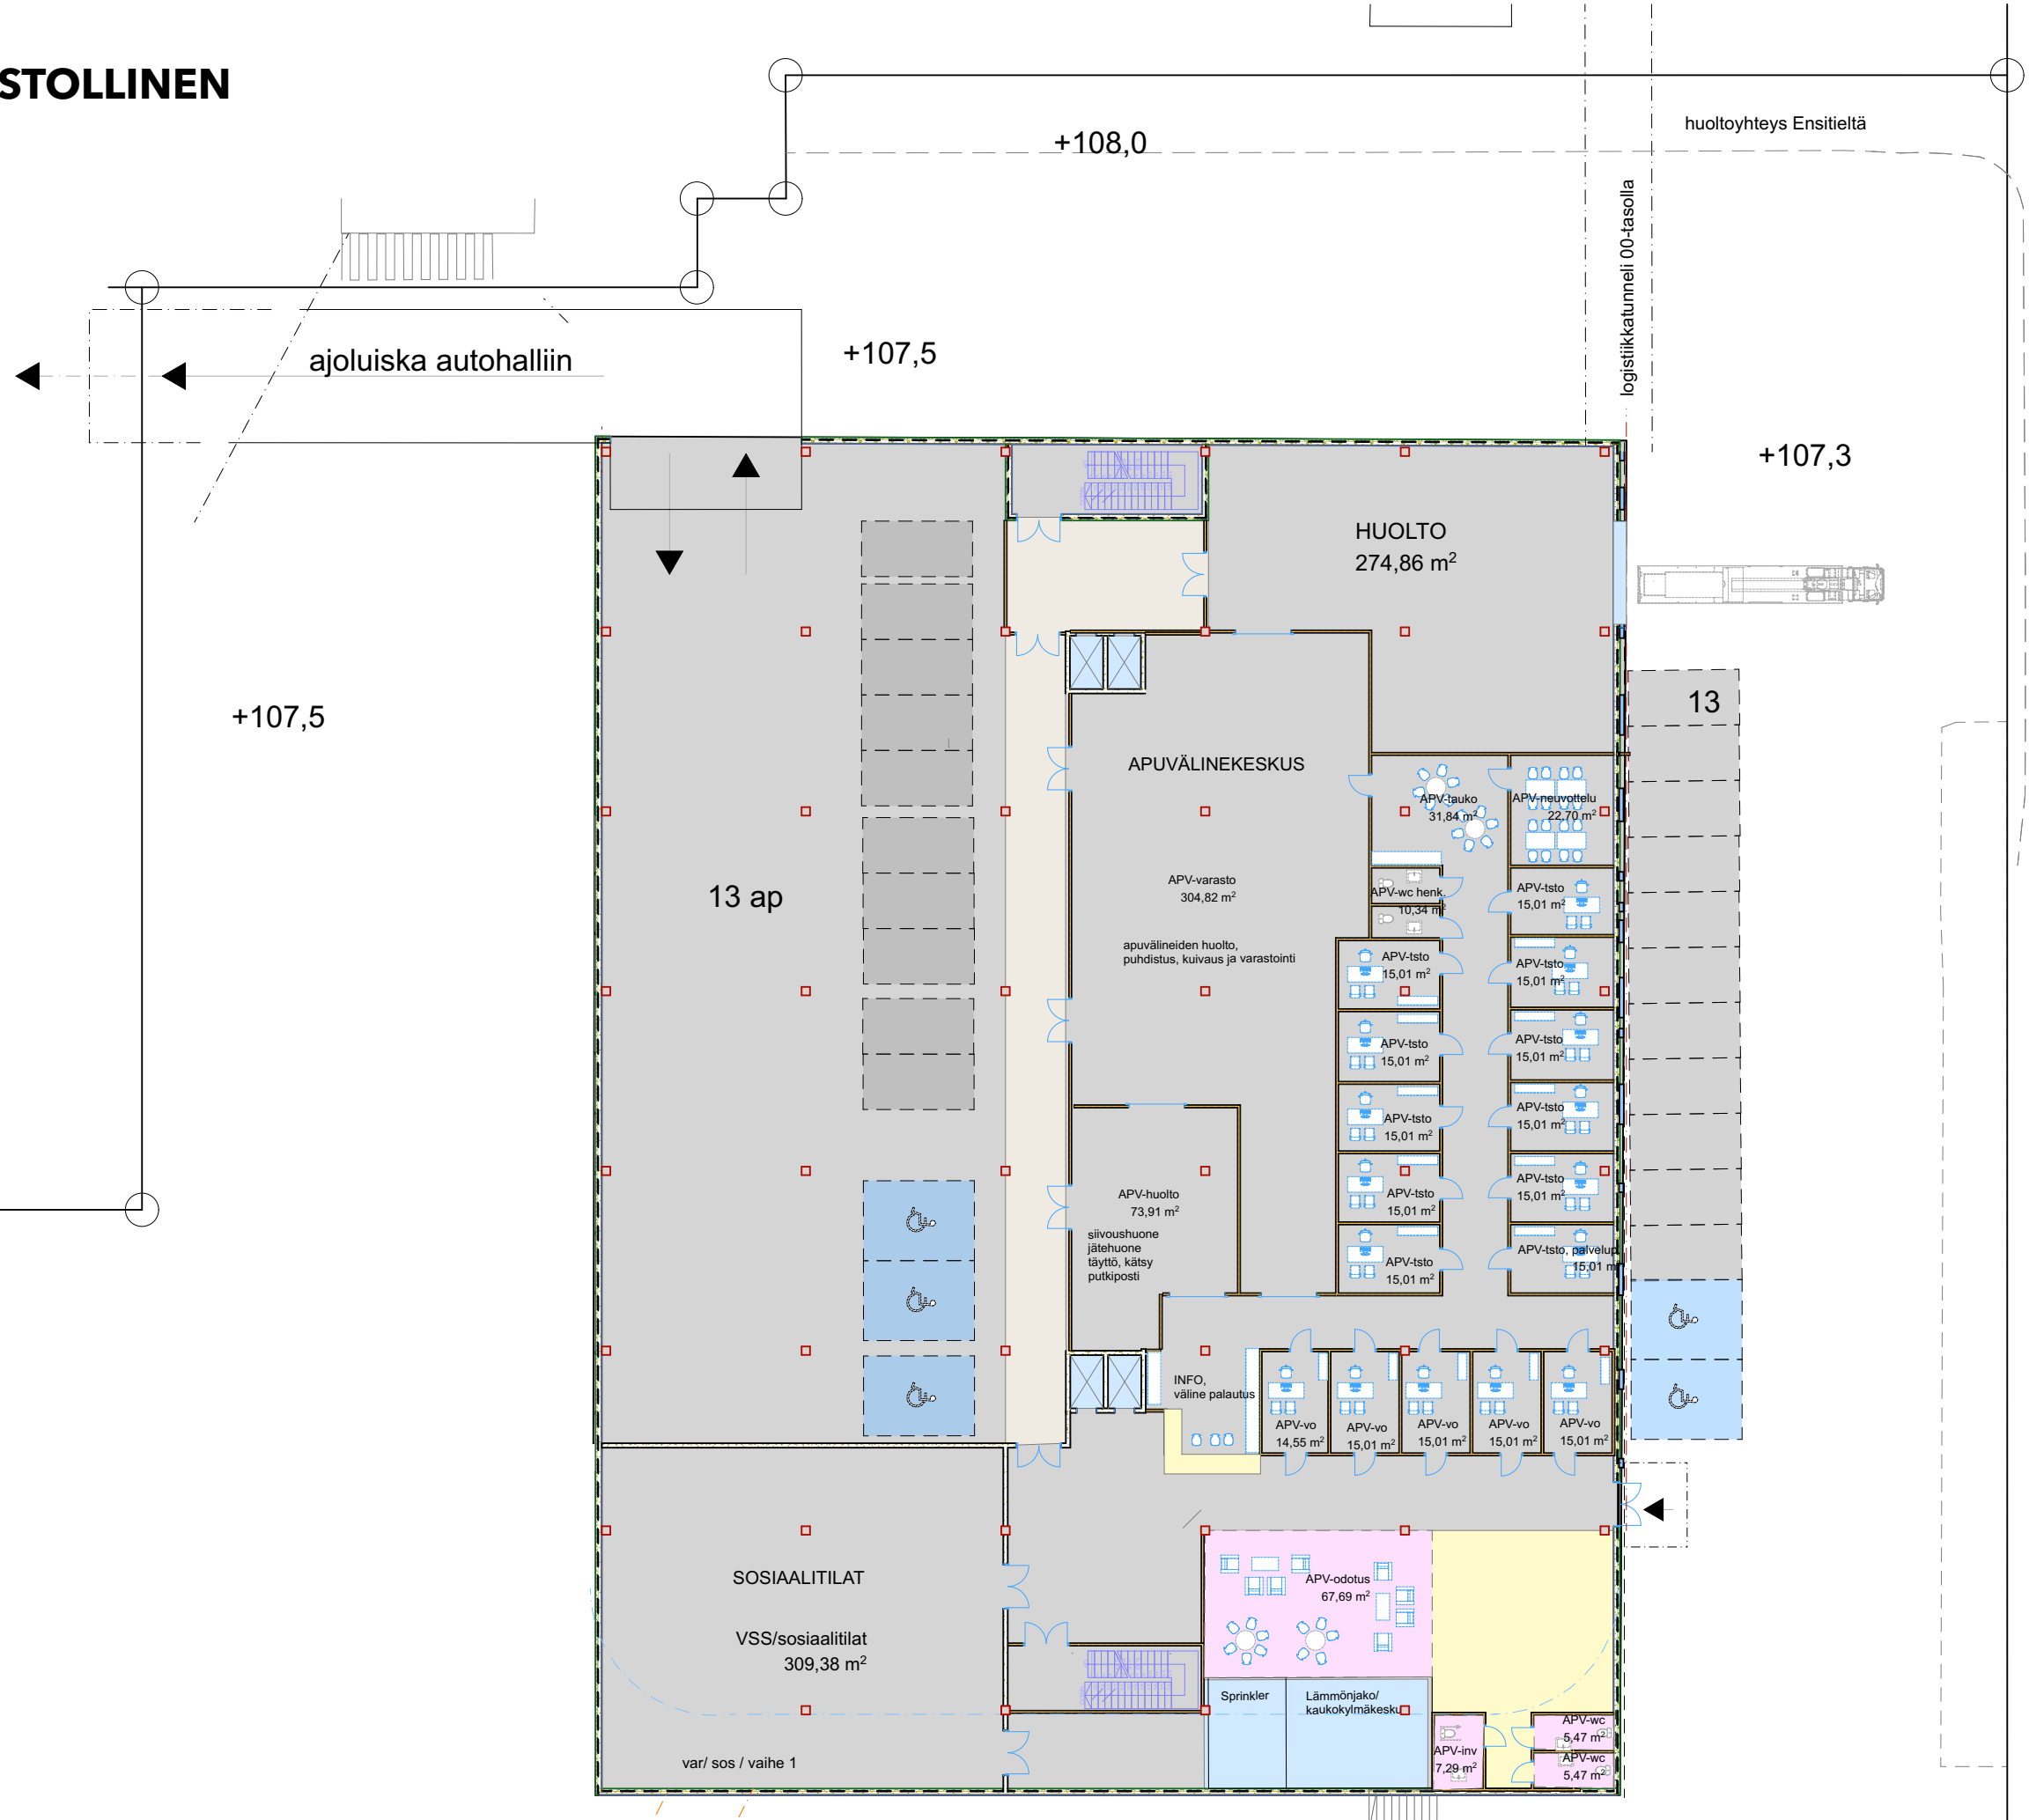 STOLLINEN
+108,0
huoltoyhteys Ensitieltä
logistiikkatunneli 00-tasolla
ajoluiska autohalliin
+107,5
+107,3
HUOLTO
274,86 m²
+107,5
13
APUVÄLINEKESKUS
APV-tauko
31,84 m²
APV-neuvottelu
22,70 m²
13 ap
APV-varasto
304,82 m²
APV-wc henk.
10,34 m²
APV-tsto
15,01 m²
apuvälineiden huolto,
puhdistus, kuivaus ja varastointi
APV-tsto
15,01 m²
APV-tsto
15,01 m²
APV-tsto
15,01 m²
APV-tsto
15,01 m²
APV-tsto
15,01 m²
APV-tsto
15,01 m²
APV-tsto
15,01 m²
APV-tsto
15,01 m²
APV-huolto
73,91 m²
siivoushuone
jätehuone
täyttö, kätsy
putkiposti
APV-tsto
15,01 m²
APV-tsto, palvelup
15,01 m
INFO,
väline palautus
APV-vo
14,55 m²
APV-vo
15,01 m²
APV-vo
15,01 m²
APV-vo
15,01 m²
APV-vo
15,01 m²
SOSIAALITILAT
VSS/sosiaalitilat
309,38 m²
APV-odotus
67,69 m²
Sprinkler
Lämmönjako/
kaukokylmäkesku
var/ sos / vaihe 1
APV-inv
7,29 m²
APV-wc
5,47 m²
APV-wc
5,47 m²